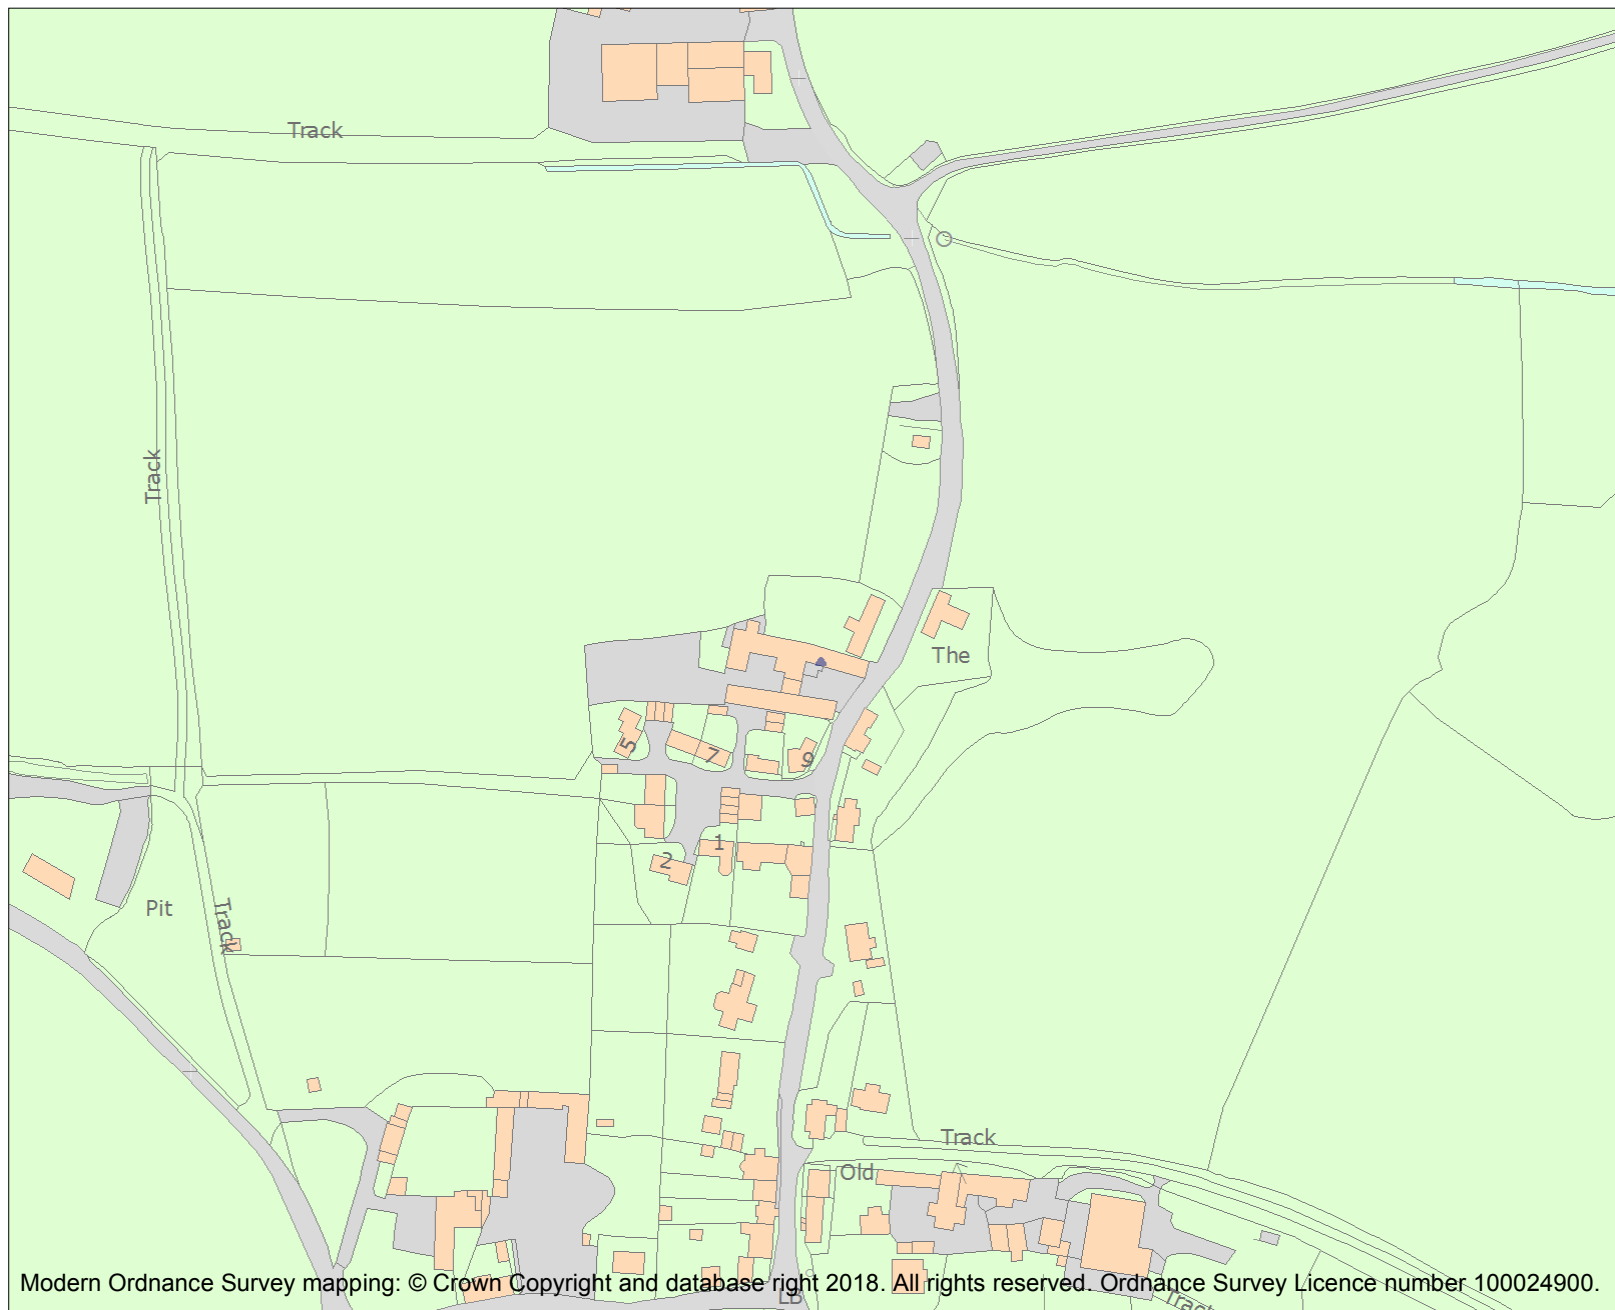 Track
Track
The
5
7
9
1
2
Pit
Track
Track
Old
Modern Ordnance Survey mapping: © Crown Copyright and database right 2018. All rights reserved. Ordnance Survey Licence number 100024900.
LB
Track